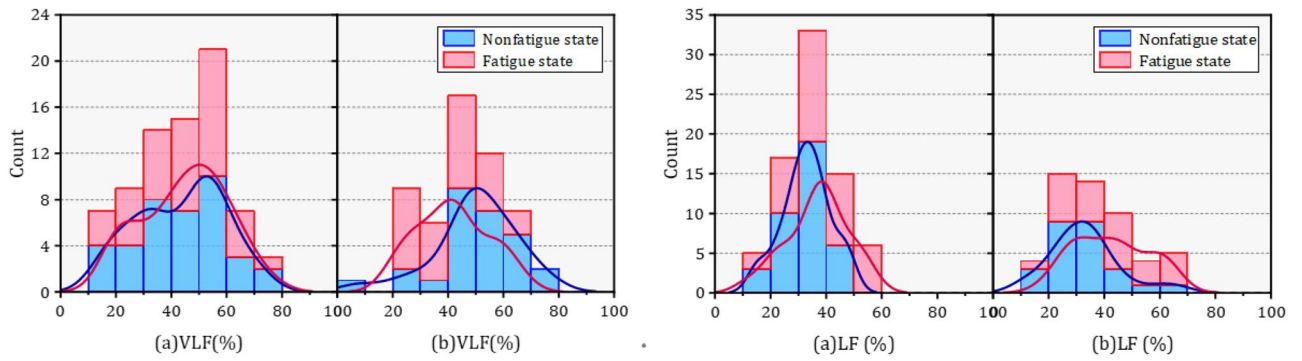 24
20
16
12
8
4
0
Count
0 20 40 60 80 100 20 40 60 80 100
(a)VLF(%) (b)VLF(%)
Nonfatigue state
Fatigue state
35
30
25
20
15
10
5
0
Count
0 20 40 60 80 100 20 40 60 80 100
(a)LF (%) (b)LF (%)
Nonfatigue state
Fatigue state